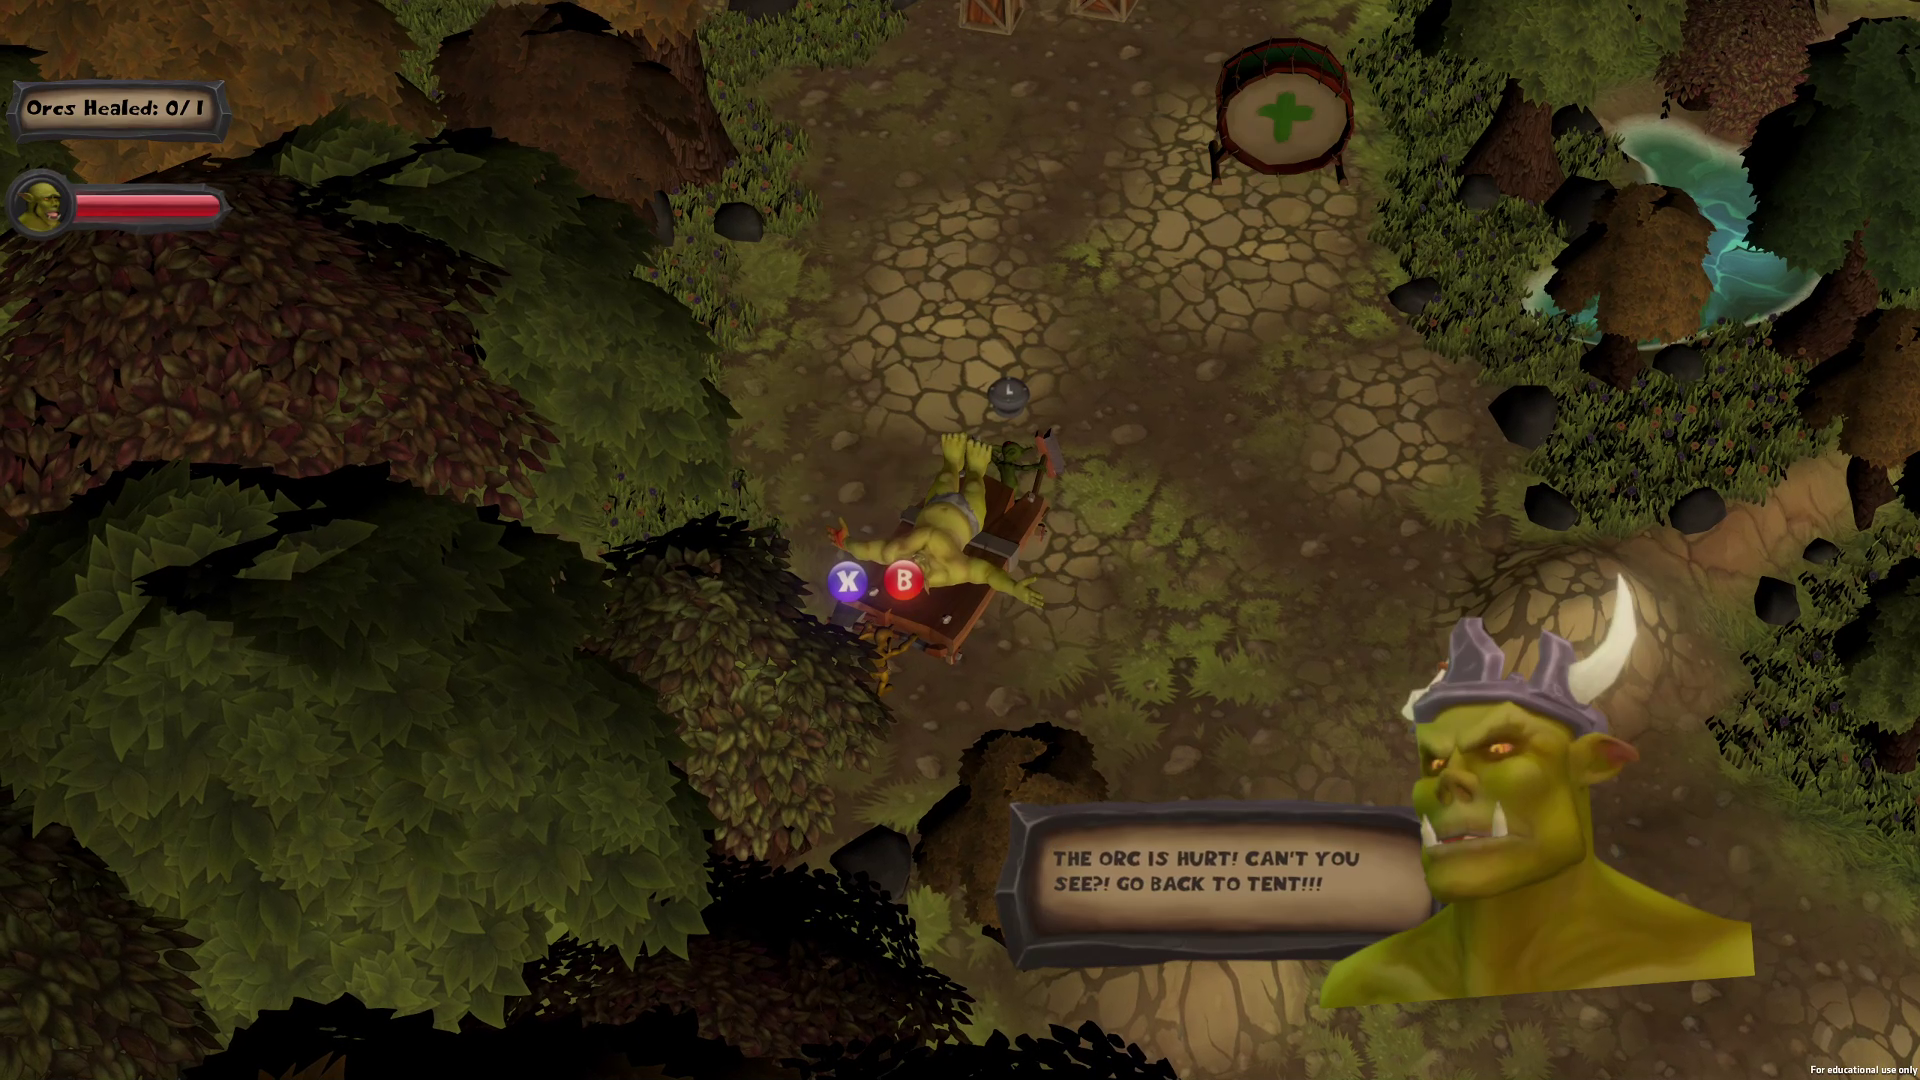 Orcs Healed: 0/1
L
X B
THE ORC IS HURT! CAN'T YOU
SEE?! GO BACK TO TENT!!!
For educational use only